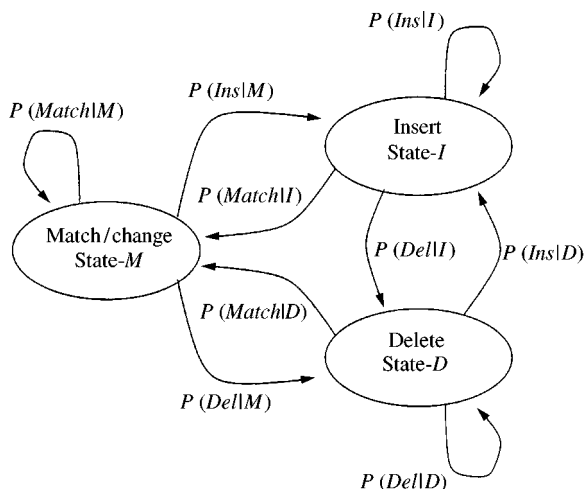 P (Ins|I)
P (Ins|M)
P (Match|M)
Insert
State-I
P (Match|I)
Match/change
State-M
P (Del|I)
P (Ins|D)
P (Match|D)
Delete
State-D
P (Del|M)
P (Del|D)